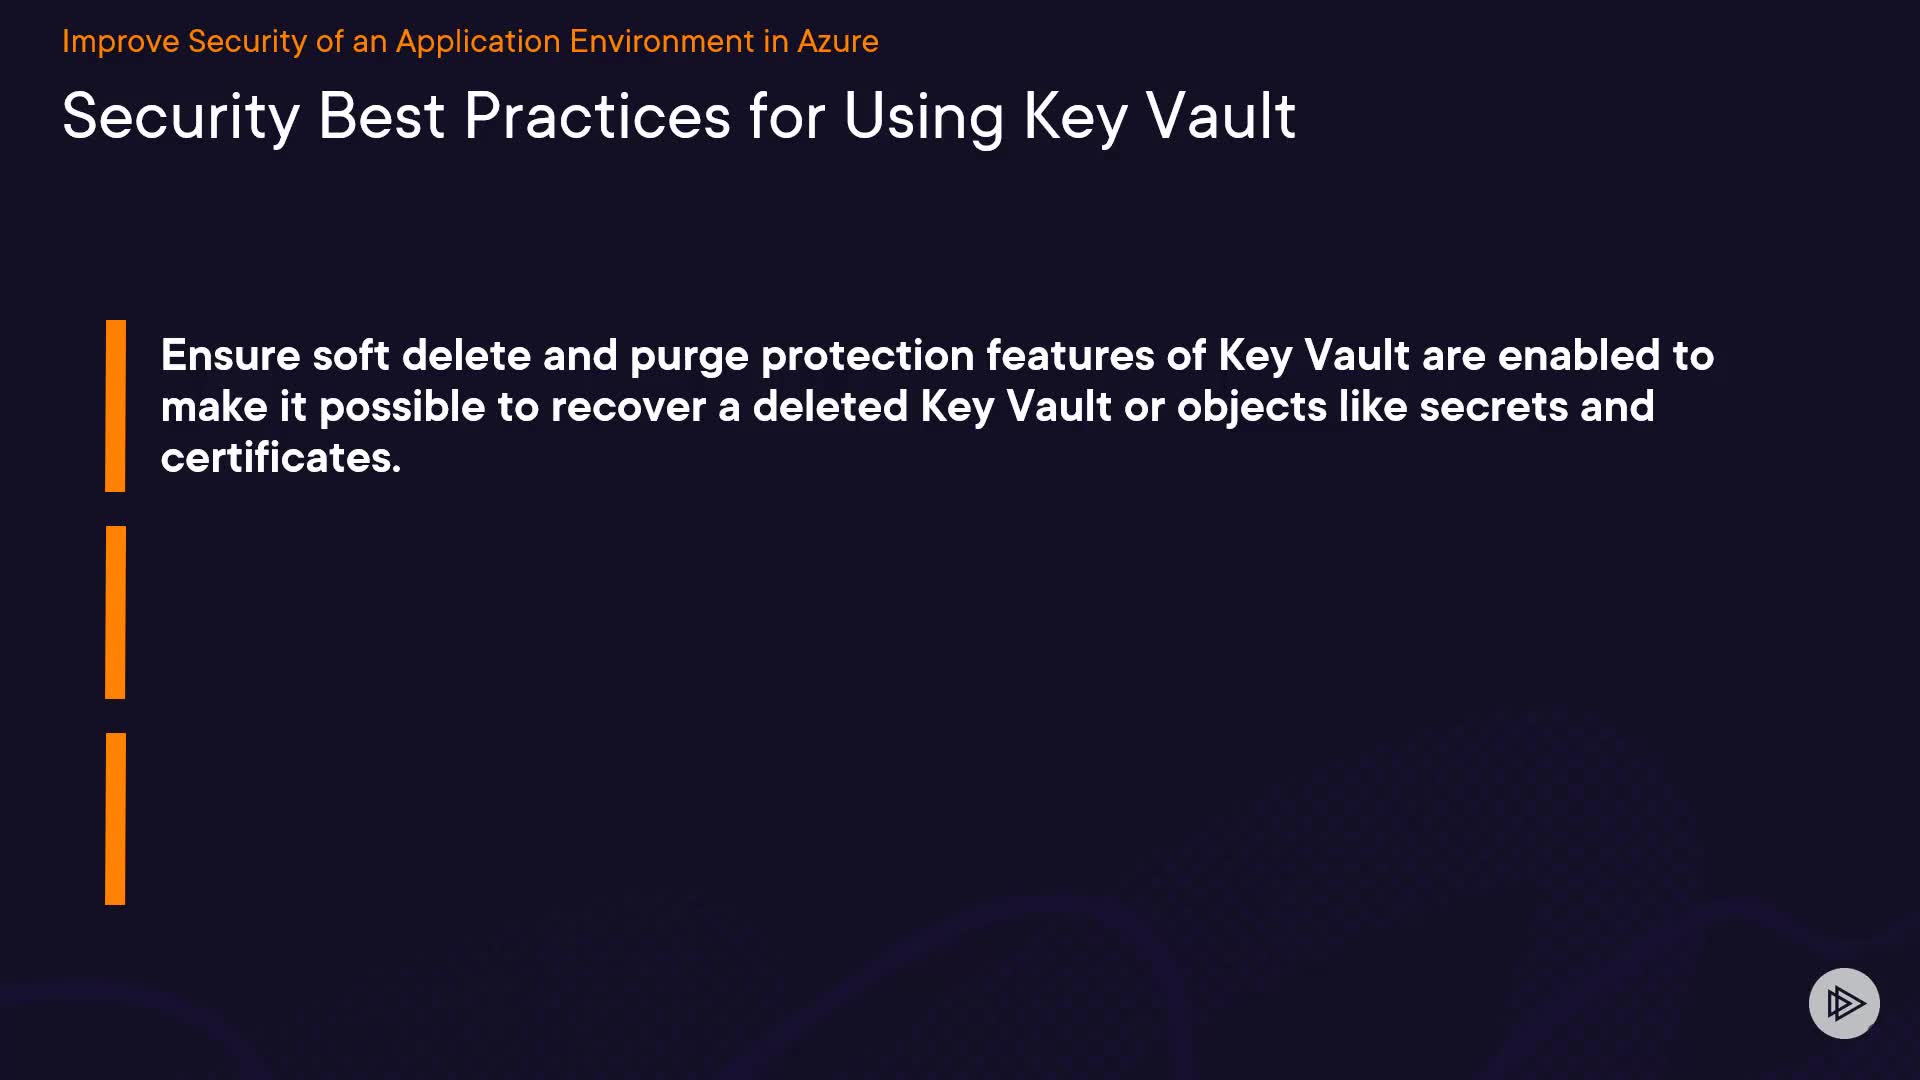 Improve Security of an Application Environment in Azure
Security Best Practices for Using Key Vault
Ensure soft delete and purge protection features of Key Vault are enabled to
make it possible to recover a deleted Key Vault or objects like secrets and
certificates.